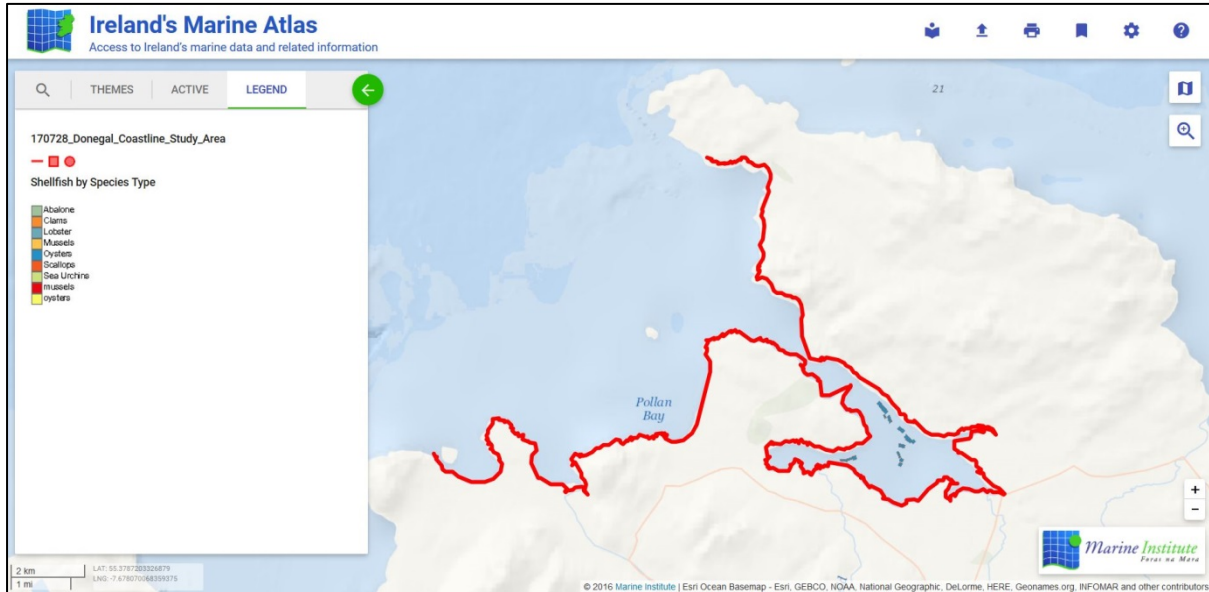 Ireland's Marine Atlas
Access to Ireland's marine data and related information
THEMES
ACTIVE
LEGEND
170728_Donegal_Coastline_Study_Area
Shellfish by Species Type
Abalone
Clams
Lobster
Mussels
Oysters
Scallops
Sea Urchins
mussels
oysters
21
Pollan
Bay
+
−
Marine Institute
Foras na Mara
2 km
1 mi
LAT: 55.3787203326879
LNG: -7.678070068359375
© 2016 Marine Institute | Esri Ocean Basemap - Esri, GEBCO, NOAA, National Geographic, DeLorme, HERE, Geonames.org, INFOMAR and other contributors